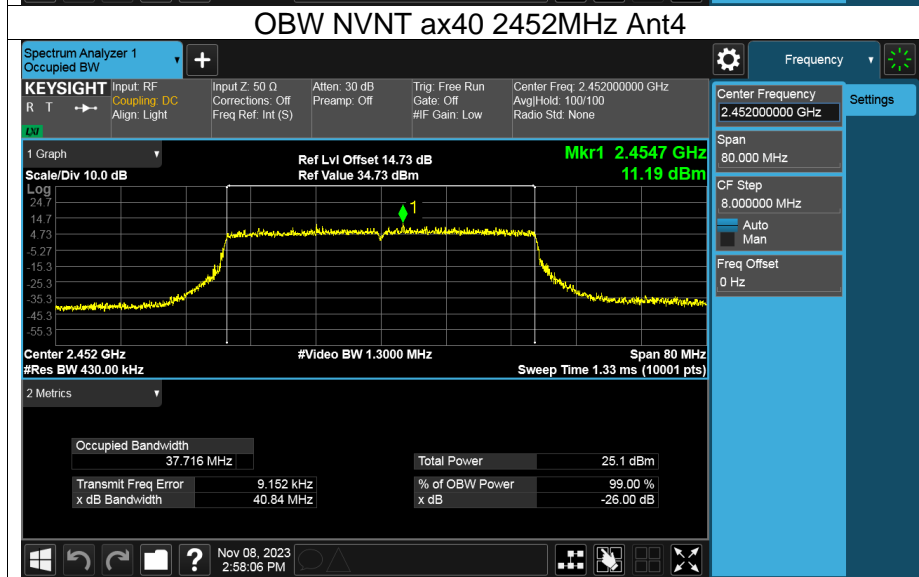 OBW NVNT ax40 2452MHz Ant4
Spectrum Analyzer 1
Occupied BW
+
Frequency
KEYSIGHT
R T
LXI
Input: RF
Coupling: DC
Align: Light
Input Z: 50 Ω
Corrections: Off
Freq Ref: Int (S)
Atten: 30 dB
Preamp: Off
Trig: Free Run
Gate: Off
#IF Gain: Low
Center Freq: 2.452000000 GHz
Avg|Hold: 100/100
Radio Std: None
Center Frequency
2.452000000 GHz
Settings
Span
80.000 MHz
CF Step
8.000000 MHz
Auto
Man
Freq Offset
0 Hz
1 Graph
Scale/Div 10.0 dB
Ref Lvl Offset 14.73 dB
Ref Value 34.73 dBm
Mkr1 2.4547 GHz
11.19 dBm
Log
24.7
14.7
4.73
-5.27
-15.3
-25.3
-35.3
-45.3
-55.3
1
Center 2.452 GHz
#Res BW 430.00 kHz
#Video BW 1.3000 MHz
Span 80 MHz
Sweep Time 1.33 ms (10001 pts)
2 Metrics
Occupied Bandwidth
37.716 MHz
Transmit Freq Error 9.152 kHz
x dB Bandwidth 40.84 MHz
Total Power 25.1 dBm
% of OBW Power 99.00 %
x dB -26.00 dB
?
Nov 08, 2023
2:58:06 PM